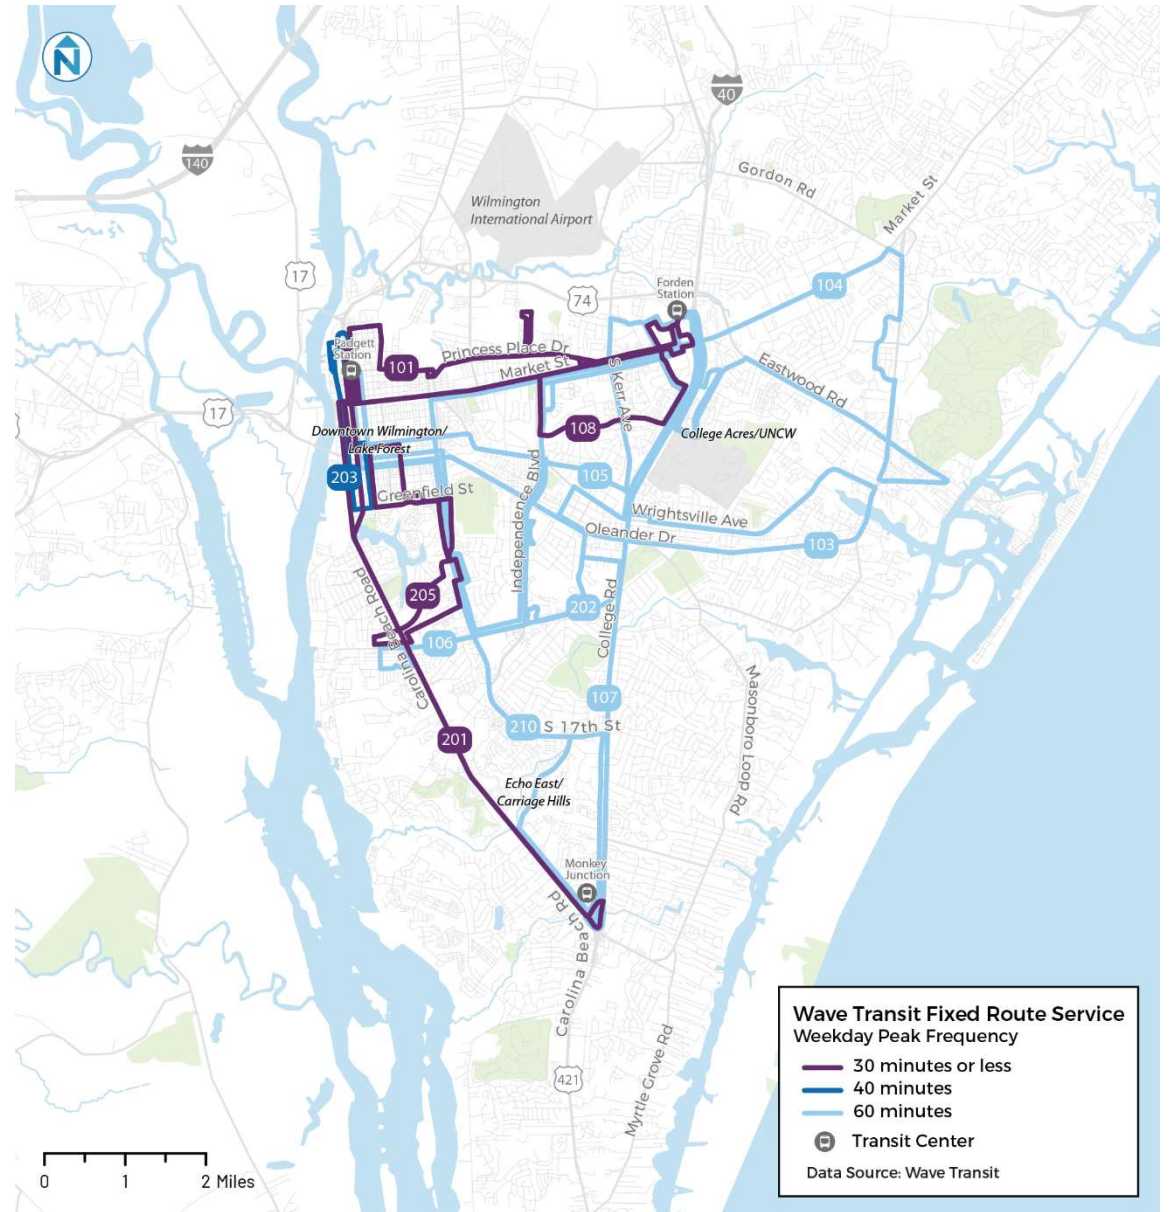 N
40
140
Gordon Rd
Market St
Wilmington
International Airport
17
74
Forden
Station
104
Padgett
Station
Princess Place Dr
101
Market St
S Kerr Ave
Eastwood Rd
17
Downtown Wilmington/
Lake Forest
108
College Acres/UNCW
203
105
Greenfield St
Independence Blvd
Wrightsville Ave
Oleander Dr
103
205
Carolina Beach Road
202
College Rd
106
107
Masonboro Loop Rd
210
S 17th St
201
Echo East/
Carriage Hills
Monkey
Junction
Carolina Beach Rd
421
Myrtle Grove Rd
Wave Transit Fixed Route Service
Weekday Peak Frequency
30 minutes or less
40 minutes
60 minutes
Transit Center
Data Source: Wave Transit
0 1 2 Miles